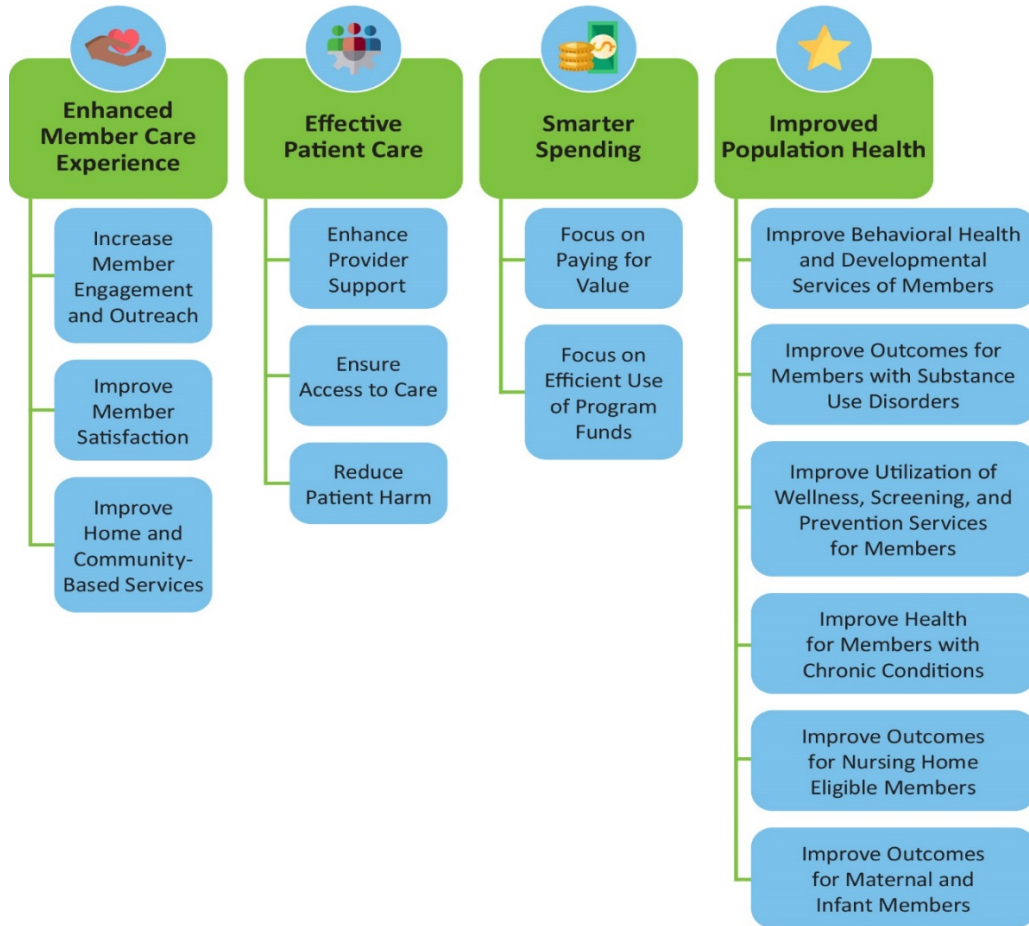 Enhanced
Member Care
Experience
Increase
Member
Engagement
and Outreach
Improve
Member
Satisfaction
Improve
Home and
Community-
Based Services
Effective
Patient Care
Enhance
Provider
Support
Ensure
Access to Care
Reduce
Patient Harm
Smarter
Spending
Focus on
Paying for
Value
Focus on
Efficient Use
of Program
Funds
Improved
Population Health
Improve Behavioral Health
and Developmental
Services of Members
Improve Outcomes for
Members with Substance
Use Disorders
Improve Utilization of
Wellness, Screening, and
Prevention Services
for Members
Improve Health
for Members with
Chronic Conditions
Improve Outcomes
for Nursing Home
Eligible Members
Improve Outcomes
for Maternal and
Infant Members